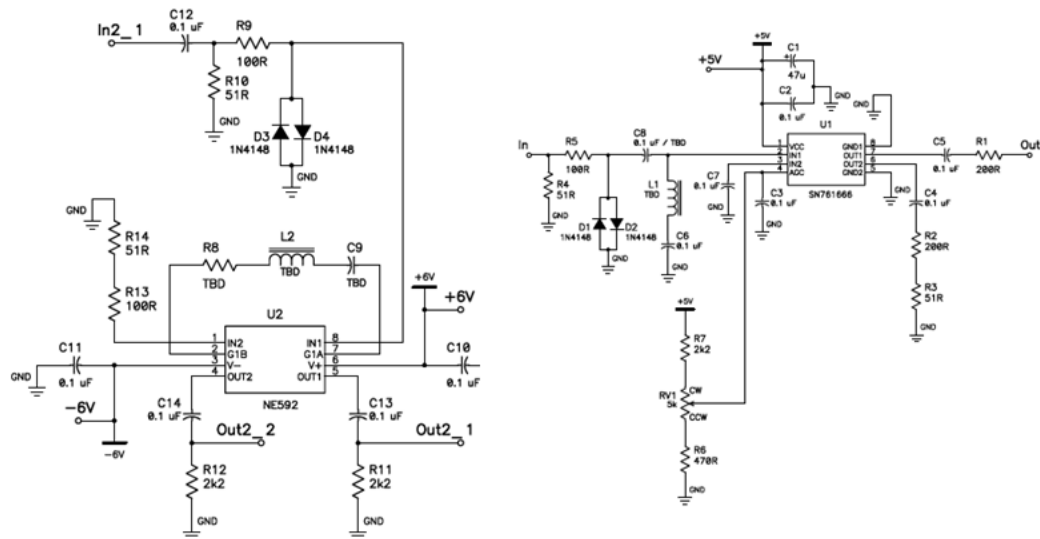 C12
0.1 uF
In2_1
R9
100R
R10
51R
GND
D3
1N4148
D4
1N4148
GND
GND
R14
51R
R13
100R
R8
TBD
L2
TBD
C9
TBD
+6V
+6V
U2
1 IN2
2 G1B
3 V-
4 OUT2
IN1 8
G1A 7
V+ 6
OUT1 5
NE592
C11
0.1 uF
GND
-6V
-6V
C10
0.1 uF
C14
0.1 uF
C13
0.1 uF
Out2_2
Out2_1
R12
2k2
R11
2k2
GND
GND
+5V
+5V
C1
+
47u
GND
C2
0.1 uF
GND
U1
1 VCC
2 IN1
3 IN2
4 AGC
GND1 8
OUT1 7
OUT2 6
GND2 5
SN761666
In
R5
100R
C8
0.1 uF / TBD
R4
51R
GND
D1
1N4148
D2
1N4148
GND
L1
TBD
C6
0.1 uF
GND
C7
0.1 uF
GND
C3
0.1 uF
GND
GND
C5
0.1 uF
R1
200R
Out
C4
0.1 uF
R2
200R
R3
51R
GND
+5V
R7
2k2
RV1
5k
CW
CCW
R6
470R
GND